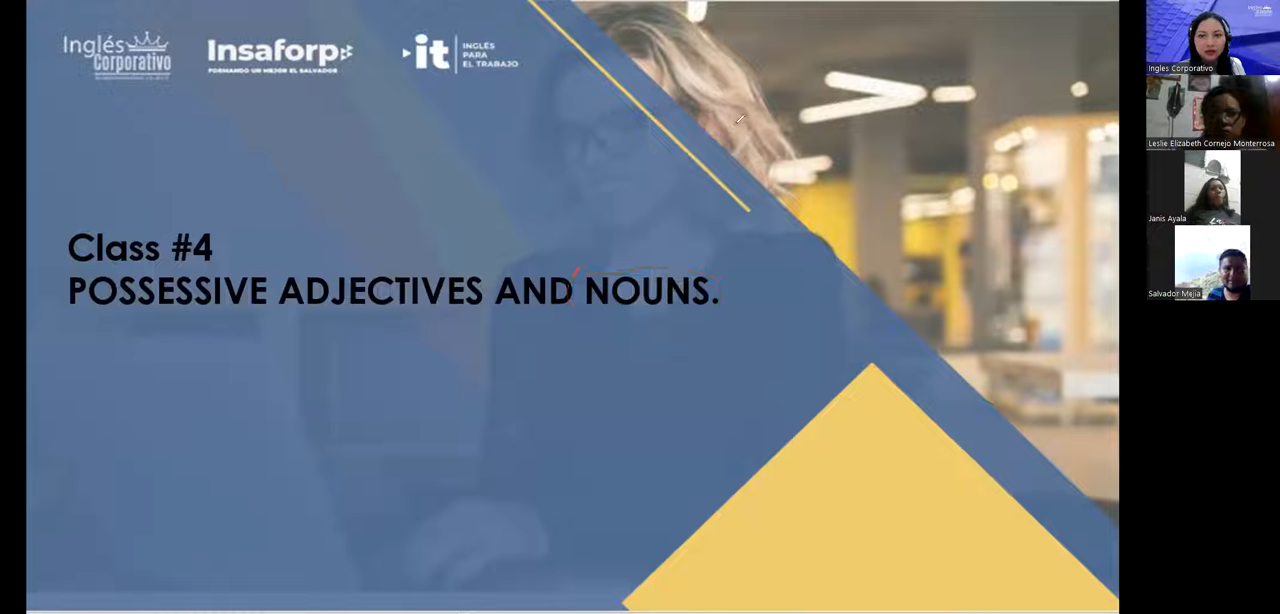 Inglés
Corporativo
Insaforp
FORMANDO UN MEJOR EL SALVADOR
it
INGLÉS
PARA
EL TRABAJO
Class #4
POSSESSIVE ADJECTIVES AND NOUNS.
Ingles Corporativo
Leslie Elizabeth Cornejo Monterrosa
Janis Ayala
Salvador Mejia